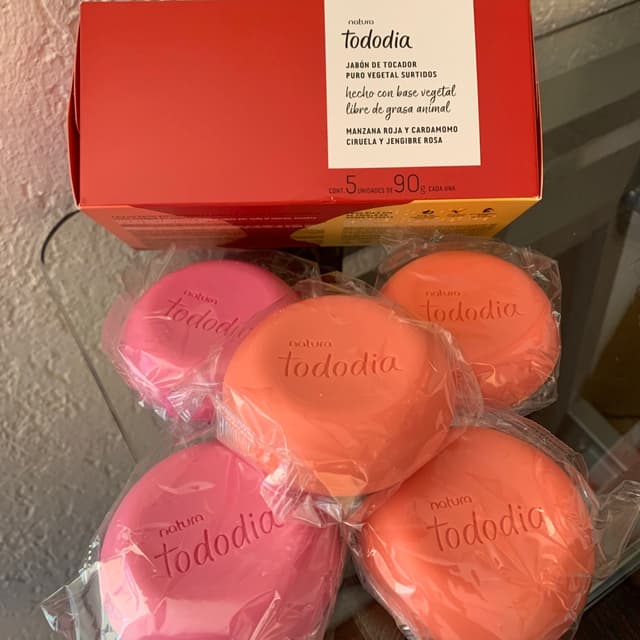 natura
tododia
JABÓN DE TOCADOR
PURO VEGETAL SURTIDOS
hecho con base vegetal
libre de grasa animal
MANZANA ROJA Y CARDAMOMO
CIRUELA Y JENGIBRE ROSA
CONT. 5 UNIDADES DE 90g CADA UNA
natura
tododia
natura
tododia
natura
tododia
natura
tododia
natura
tododia